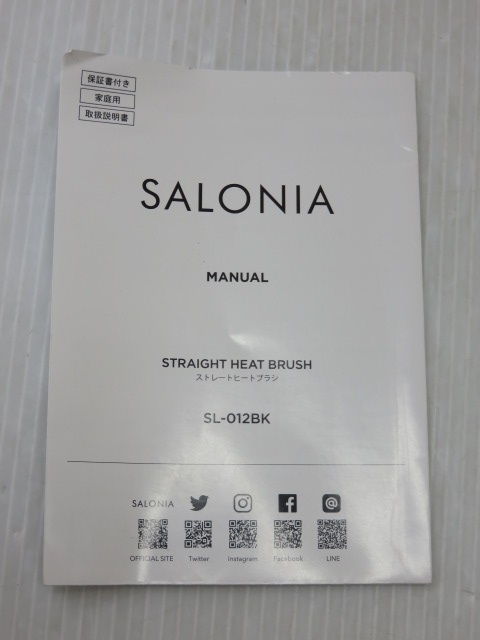 保証書付き
家庭用
取扱説明書
SALONIA
MANUAL
STRAIGHT HEAT BRUSH
ストレートヒートブラシ
SL-012BK
SALONIA
OFFICIAL SITE Twitter Instagram Facebook LINE